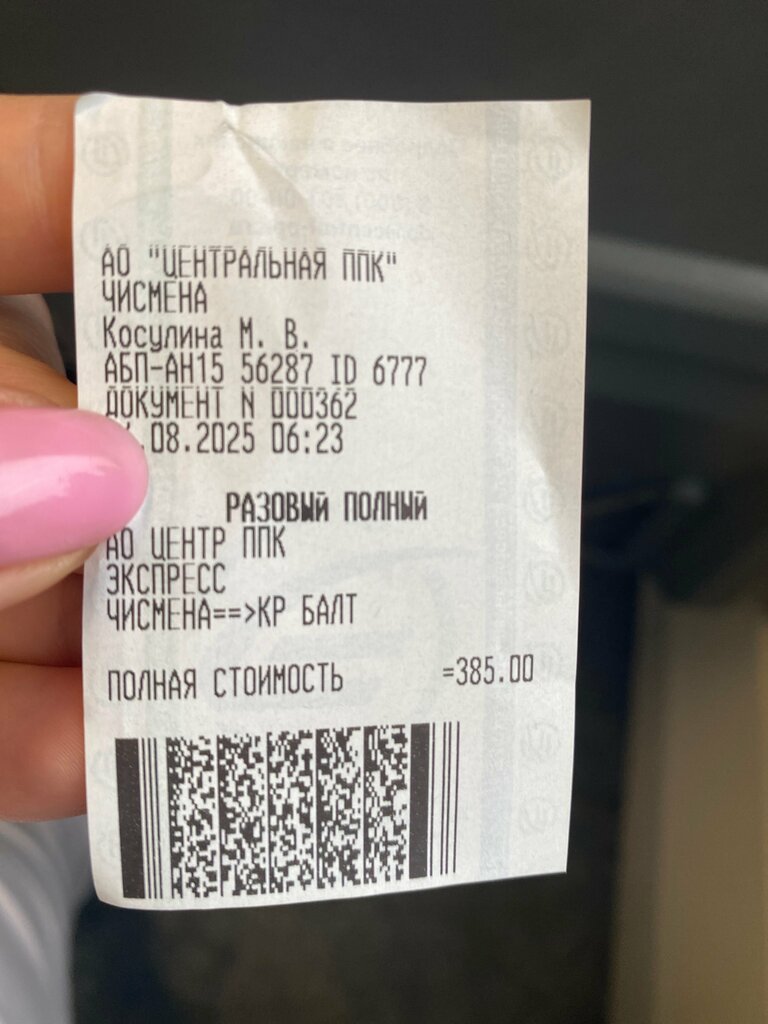 АО "ЦЕНТРАЛЬНАЯ ППК"
ЧИСМЕНА
Косулина М. В.
АБП-АН15 56287 ID 6777
ДОКУМЕНТ N 000362
.08.2025 06:23
РАЗОВЫЙ ПОЛНЫЙ
АО ЦЕНТР ППК
ЭКСПРЕСС
ЧИСМЕНА==>КР БАЛТ
ПОЛНАЯ СТОИМОСТЬ =385.00